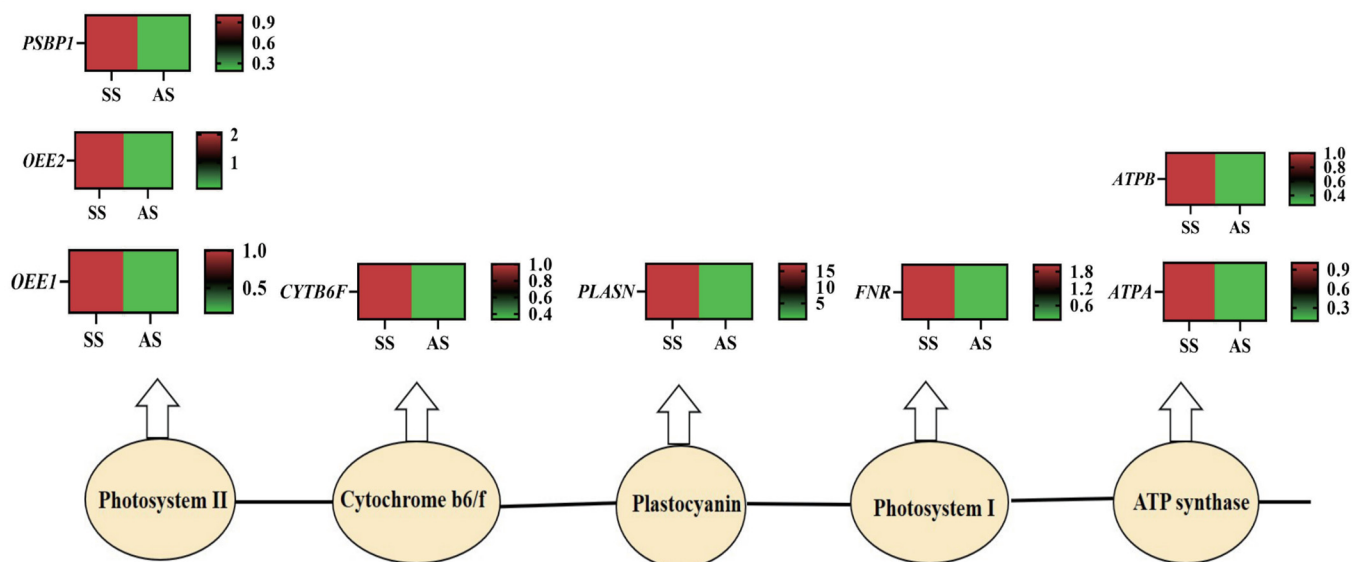 PSBP1
0.9
0.6
0.3
SS AS
OEE2
2
1
SS AS
OEE1
1.0
0.5
SS AS
CYTB6F
1.0
0.8
0.6
0.4
SS AS
PLASN
15
10
5
SS AS
FNR
1.8
1.2
0.6
SS AS
ATPB
1.0
0.8
0.6
0.4
SS AS
ATPA
0.9
0.6
0.3
SS AS
Photosystem II
Cytochrome b6/f
Plastocyanin
Photosystem I
ATP synthase